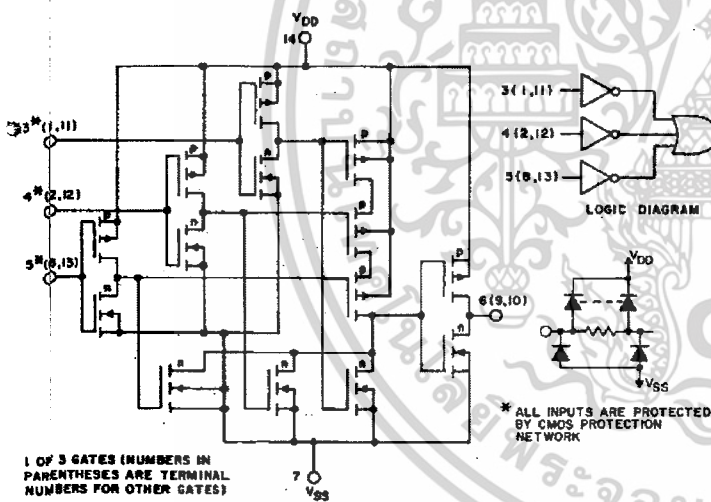 VDD
14
3*(1,11)
4*(2,12)
5*(8,13)
p
n
p
n
p
n
p
p
p
n
n
n
p
n
6(9,10)
7
VSS
1 OF 3 GATES (NUMBERS IN
PARENTHESES ARE TERMINAL
NUMBERS FOR OTHER GATES)
3(1,11)
4(2,12)
5(8,13)
LOGIC DIAGRAM
VDD
VSS
* ALL INPUTS ARE PROTECTED
BY CMOS PROTECTION
NETWORK